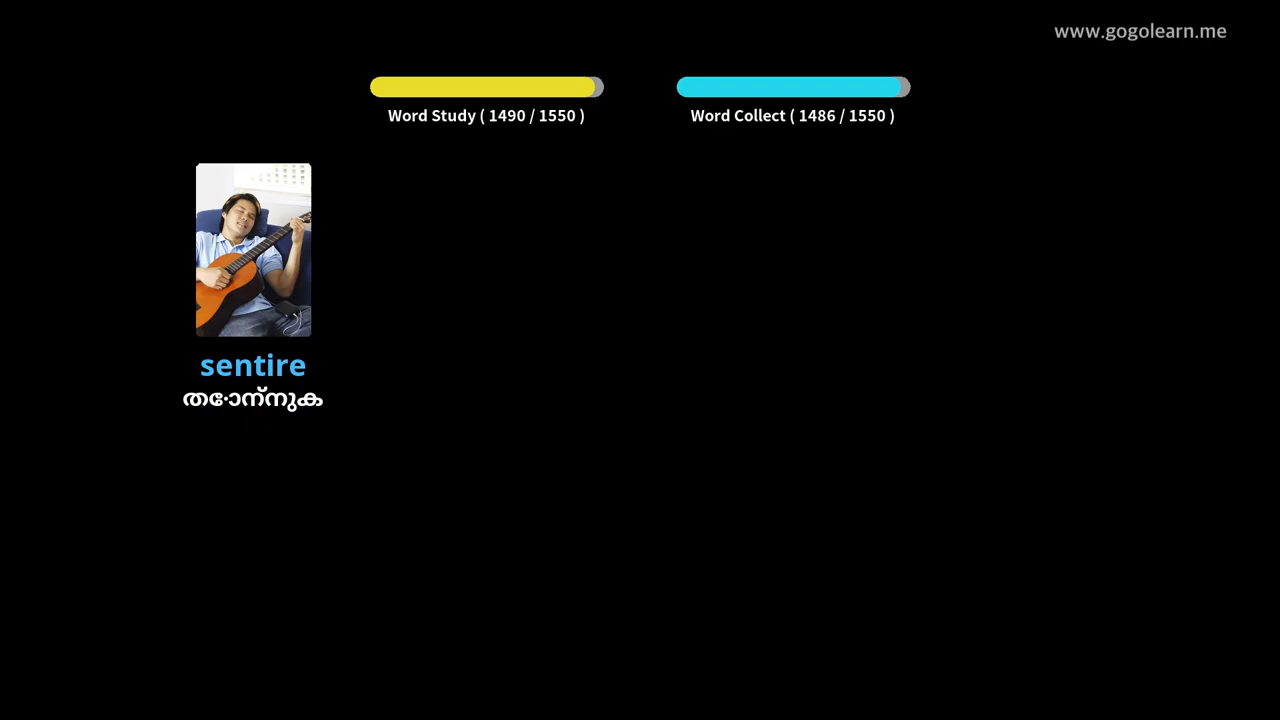 www.gogolearn.me
Word Study ( 1490 / 1550 )
Word Collect ( 1486 / 1550 )
sentire
തോന്നുക